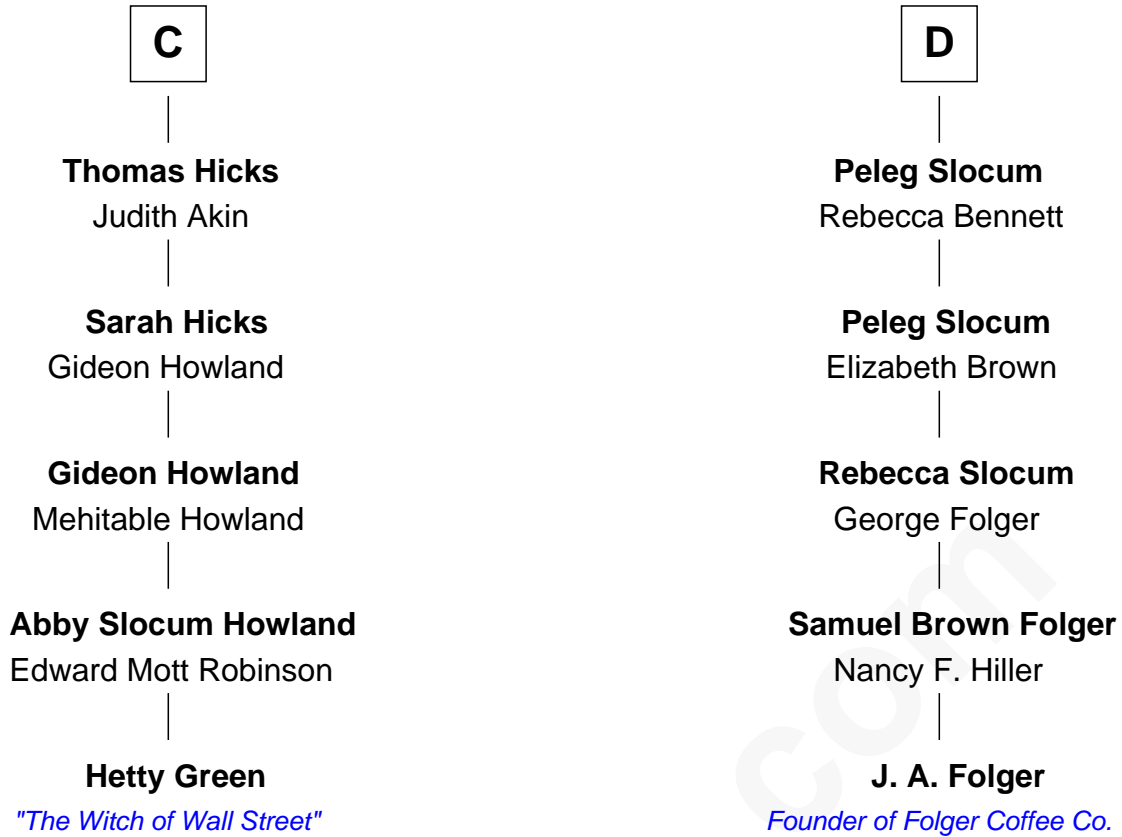 C
Thomas Hicks
Judith Akin
Sarah Hicks
Gideon Howland
Gideon Howland
Mehitable Howland
Abby Slocum Howland
Edward Mott Robinson
Hetty Green
"The Witch of Wall Street"
D
Peleg Slocum
Rebecca Bennett
Peleg Slocum
Elizabeth Brown
Rebecca Slocum
George Folger
Samuel Brown Folger
Nancy F. Hiller
J. A. Folger
Founder of Folger Coffee Co.
com